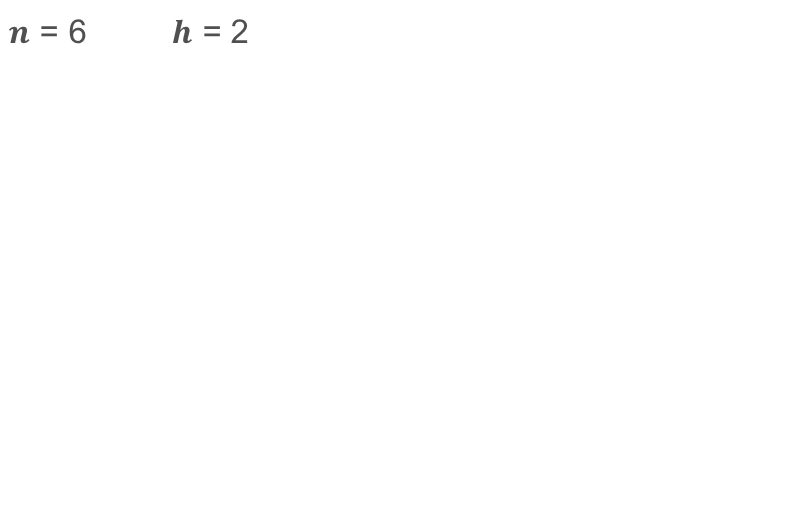 n = 6 h = 2